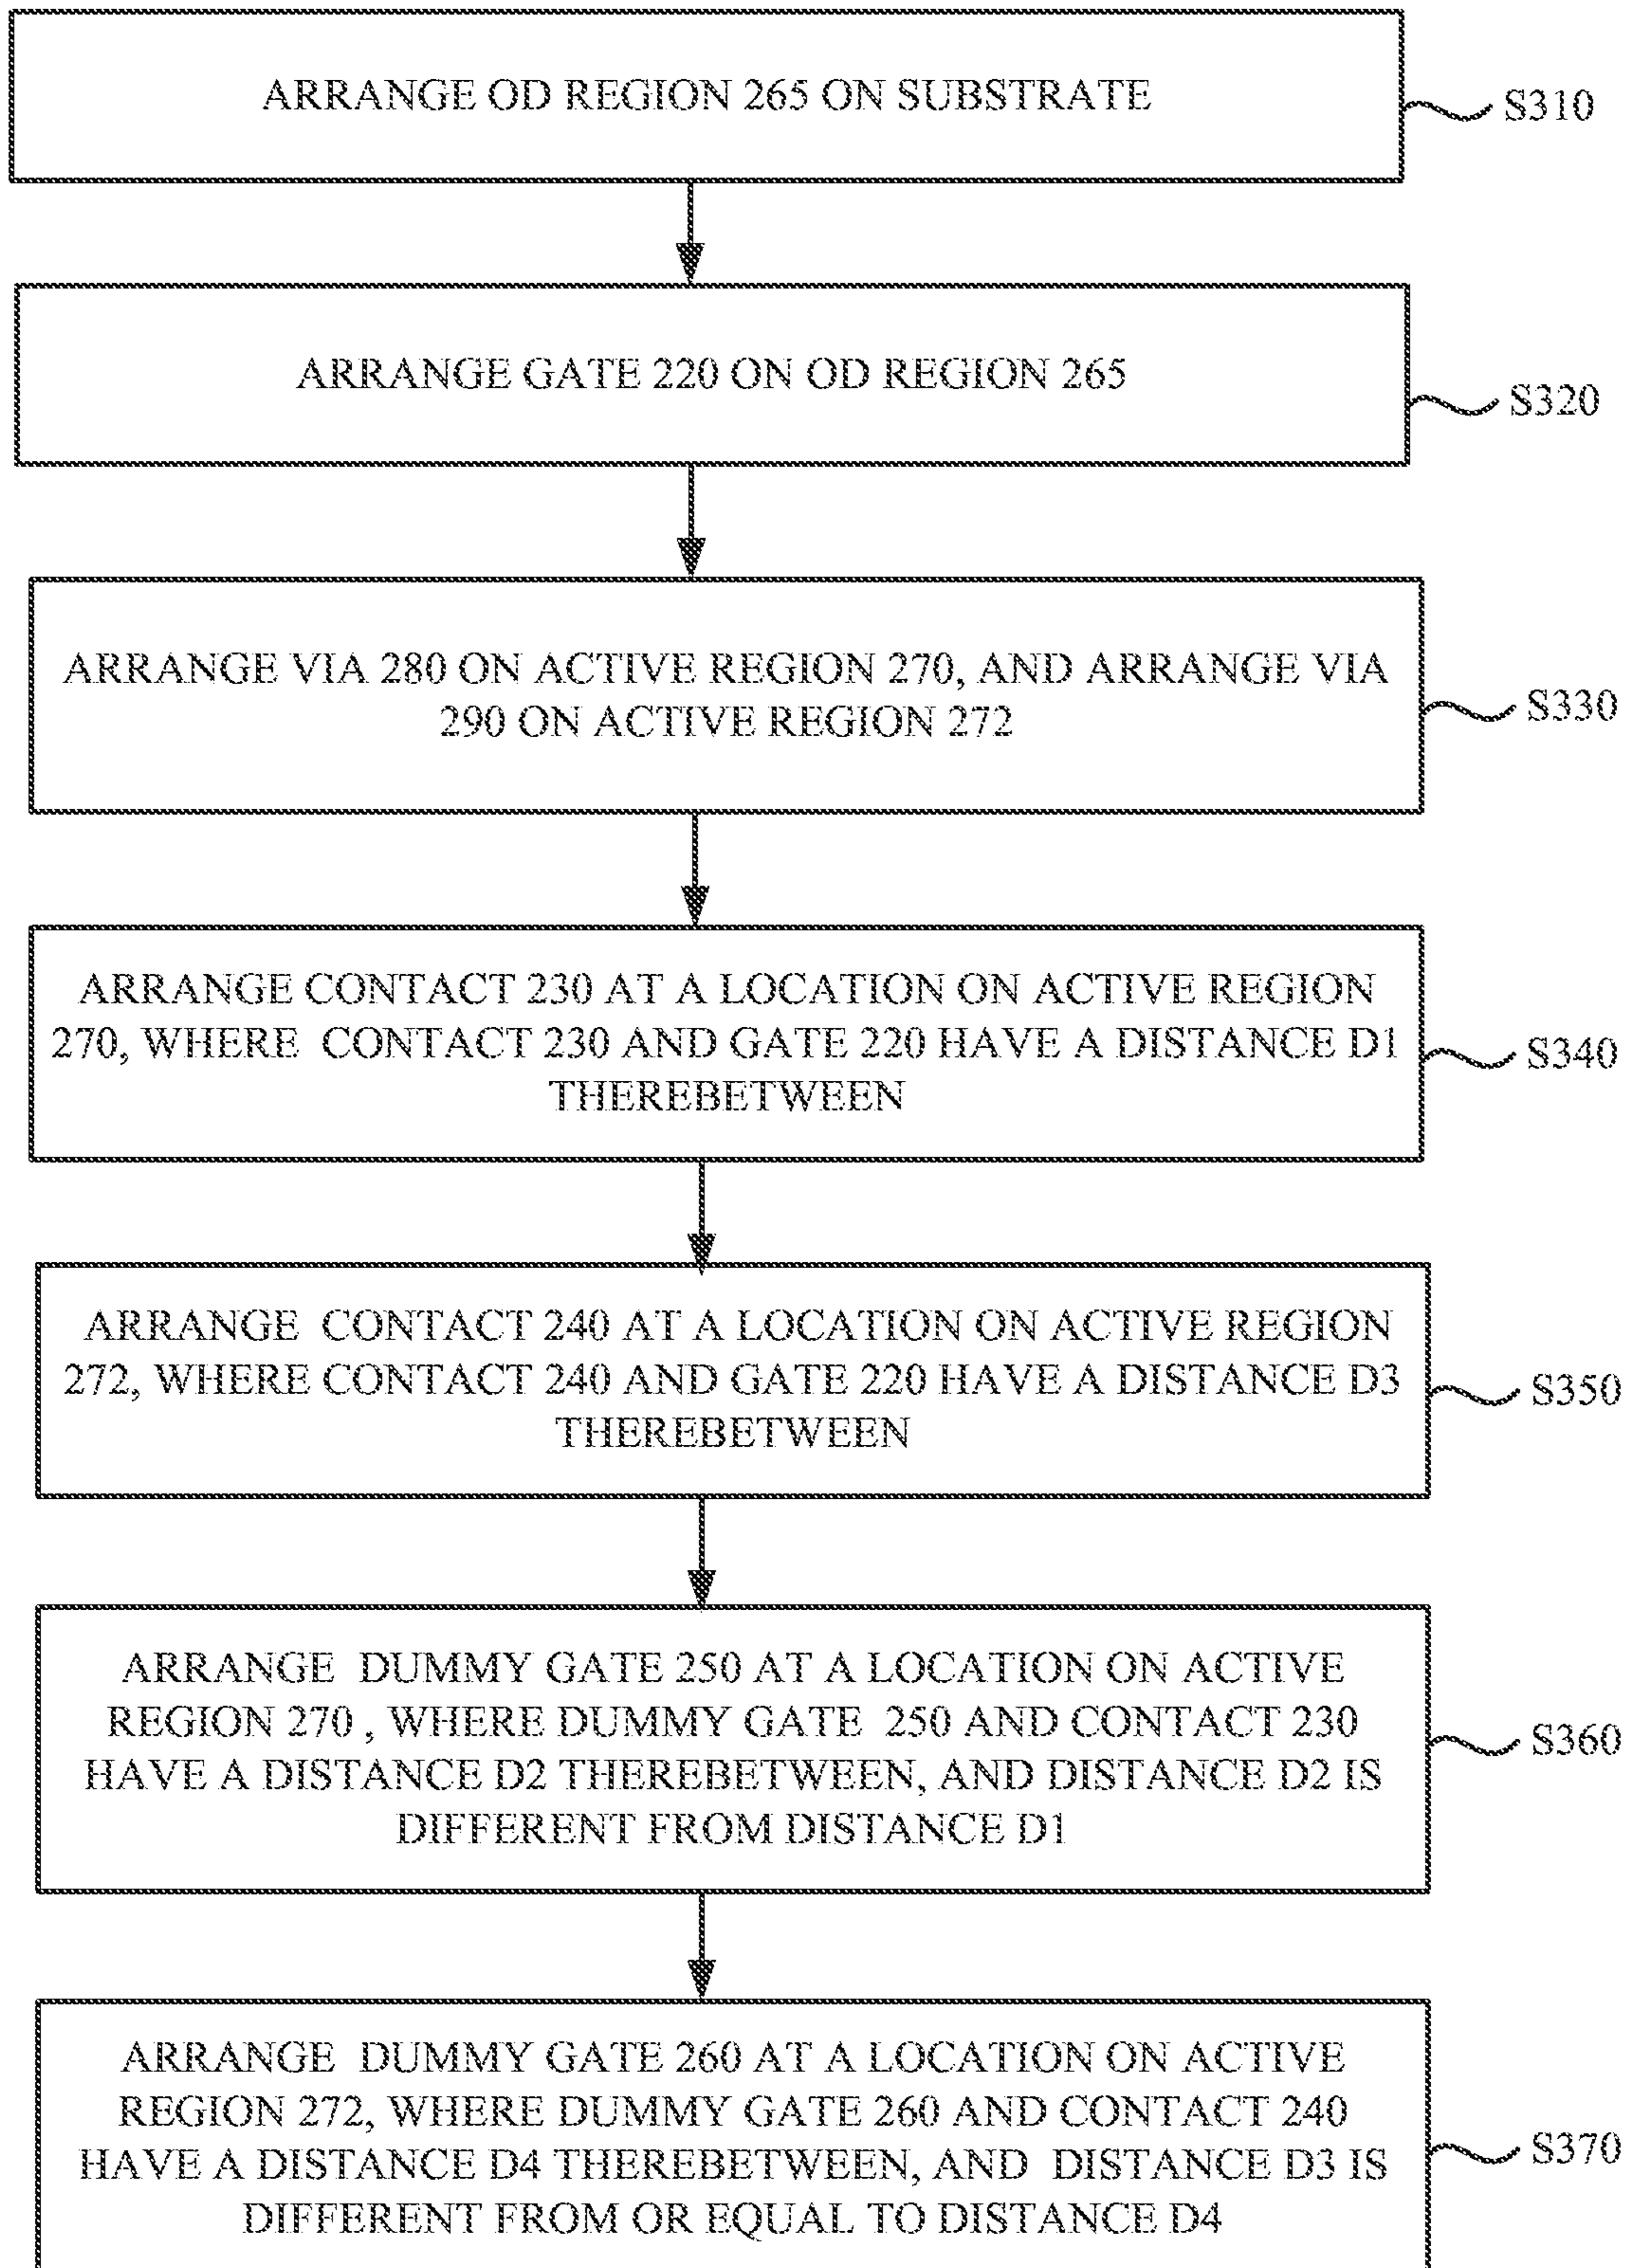 ARRANGE OD REGION 265 ON SUBSTRATE
S310
ARRANGE GATE 220 ON OD REGION 265
S320
ARRANGE VIA 280 ON ACTIVE REGION 270, AND ARRANGE VIA
290 ON ACTIVE REGION 272
S330
ARRANGE CONTACT 230 AT A LOCATION ON ACTIVE REGION
270, WHERE CONTACT 230 AND GATE 220 HAVE A DISTANCE D1
THEREBETWEEN
S340
ARRANGE CONTACT 240 AT A LOCATION ON ACTIVE REGION
272, WHERE CONTACT 240 AND GATE 220 HAVE A DISTANCE D3
THEREBETWEEN
S350
ARRANGE DUMMY GATE 250 AT A LOCATION ON ACTIVE
REGION 270 , WHERE DUMMY GATE 250 AND CONTACT 230
HAVE A DISTANCE D2 THEREBETWEEN, AND DISTANCE D2 IS
DIFFERENT FROM DISTANCE D1
S360
ARRANGE DUMMY GATE 260 AT A LOCATION ON ACTIVE
REGION 272, WHERE DUMMY GATE 260 AND CONTACT 240
HAVE A DISTANCE D4 THEREBETWEEN, AND DISTANCE D3 IS
DIFFERENT FROM OR EQUAL TO DISTANCE D4
S370